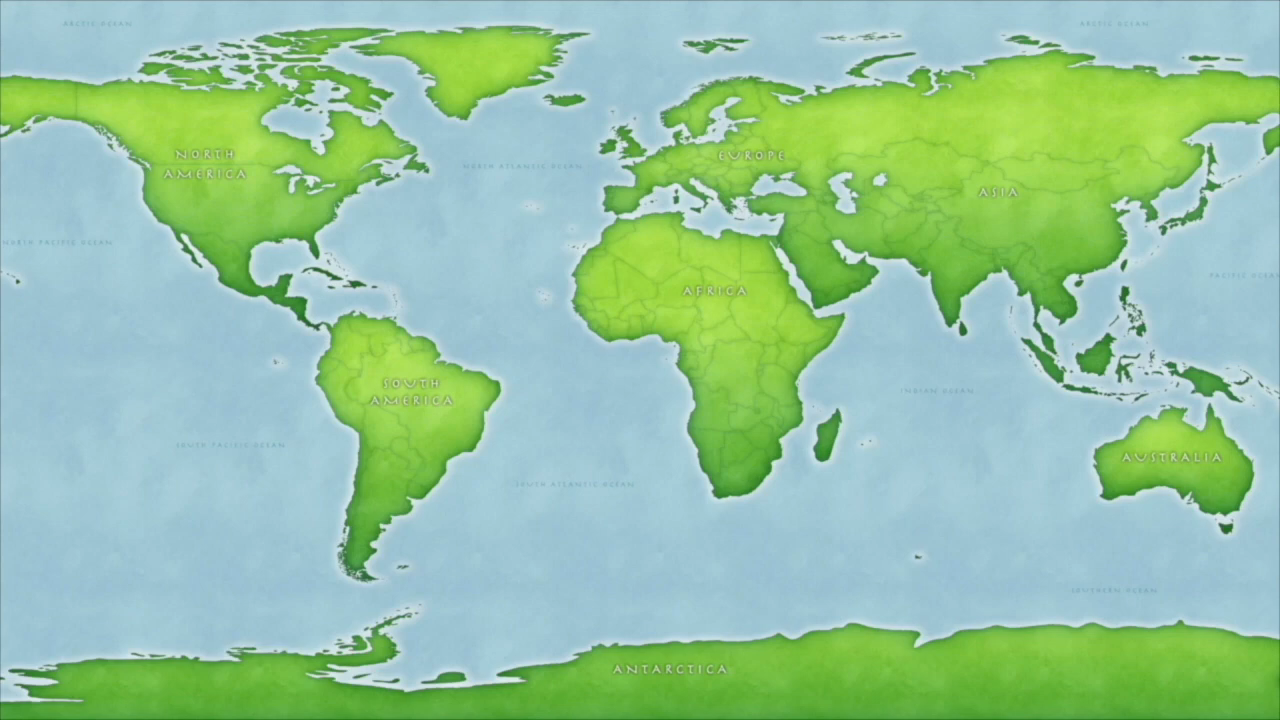 ARCTIC OCEAN
ARCTIC OCEAN
NORTH
AMERICA
EUROPE
NORTH ATLANTIC OCEAN
ASIA
NORTH PACIFIC OCEAN
PACIFIC OCEAN
AFRICA
SOUTH
AMERICA
INDIAN OCEAN
SOUTH PACIFIC OCEAN
AUSTRALIA
SOUTH ATLANTIC OCEAN
SOUTHERN OCEAN
ANTARCTICA